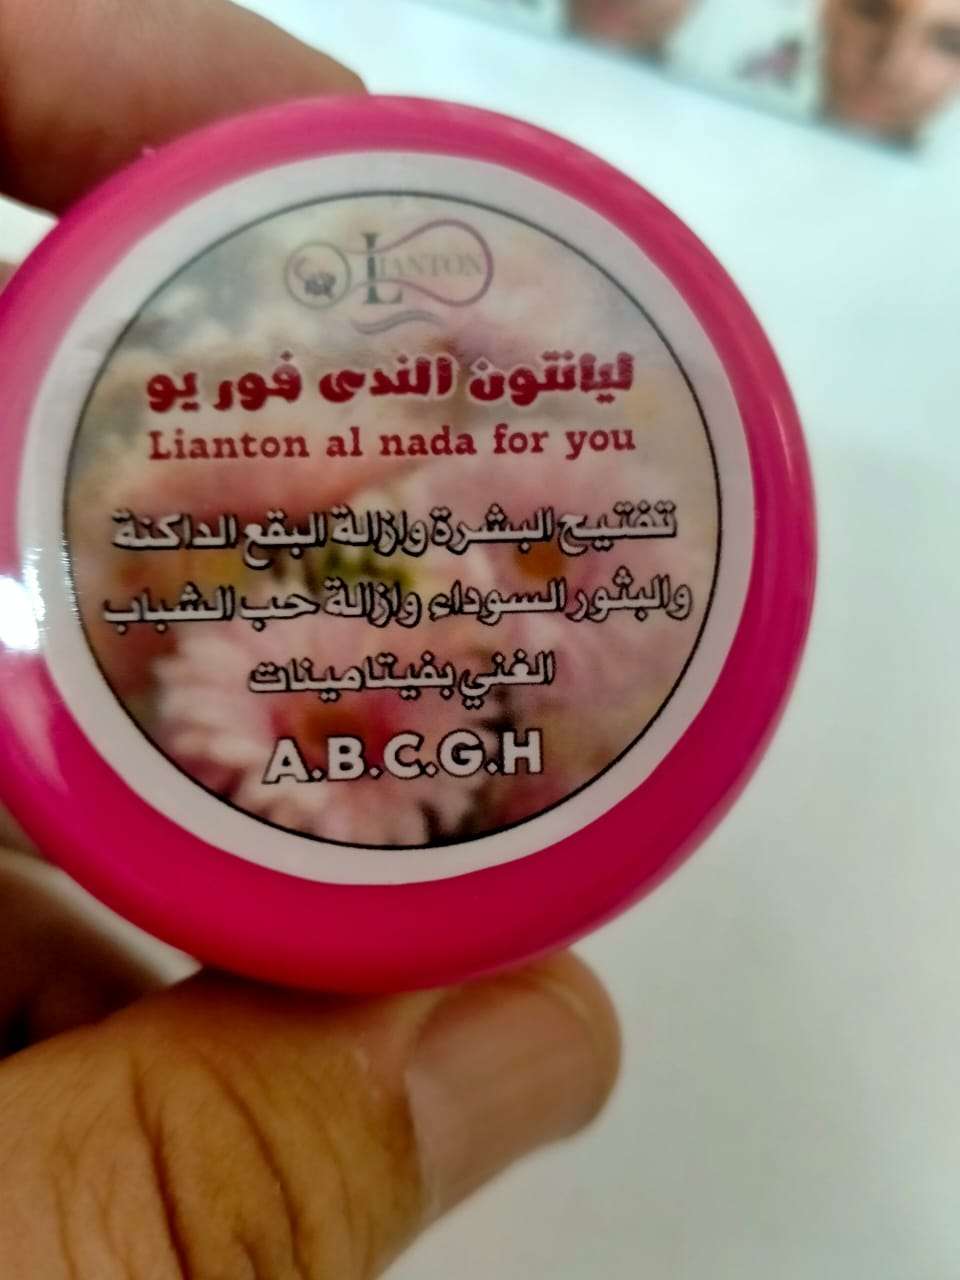 LIANTON
ليانتون الندى فور يو
Lianton al nada for you
تفتيح البشرة وازالة البقع الداكنة
والبثور السوداء وازالة حب الشباب
الغني بفيتامينات
A.B.C.G.H